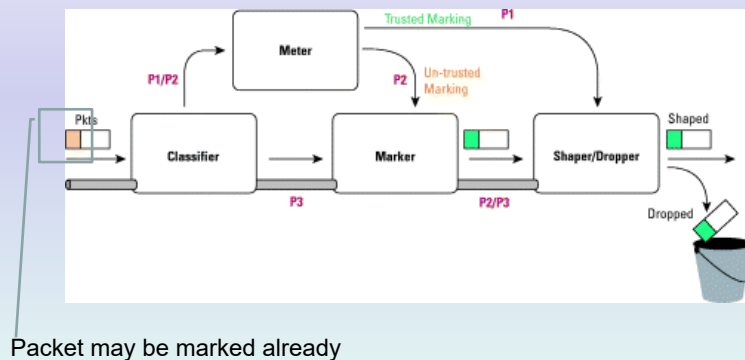 Trusted Marking
P1
Meter
P1/P2
P2
Un-trusted
Marking
Pkts
Shaped
Classifier
Marker
Shaper/Dropper
P3
P2/P3
Dropped
Packet may be marked already